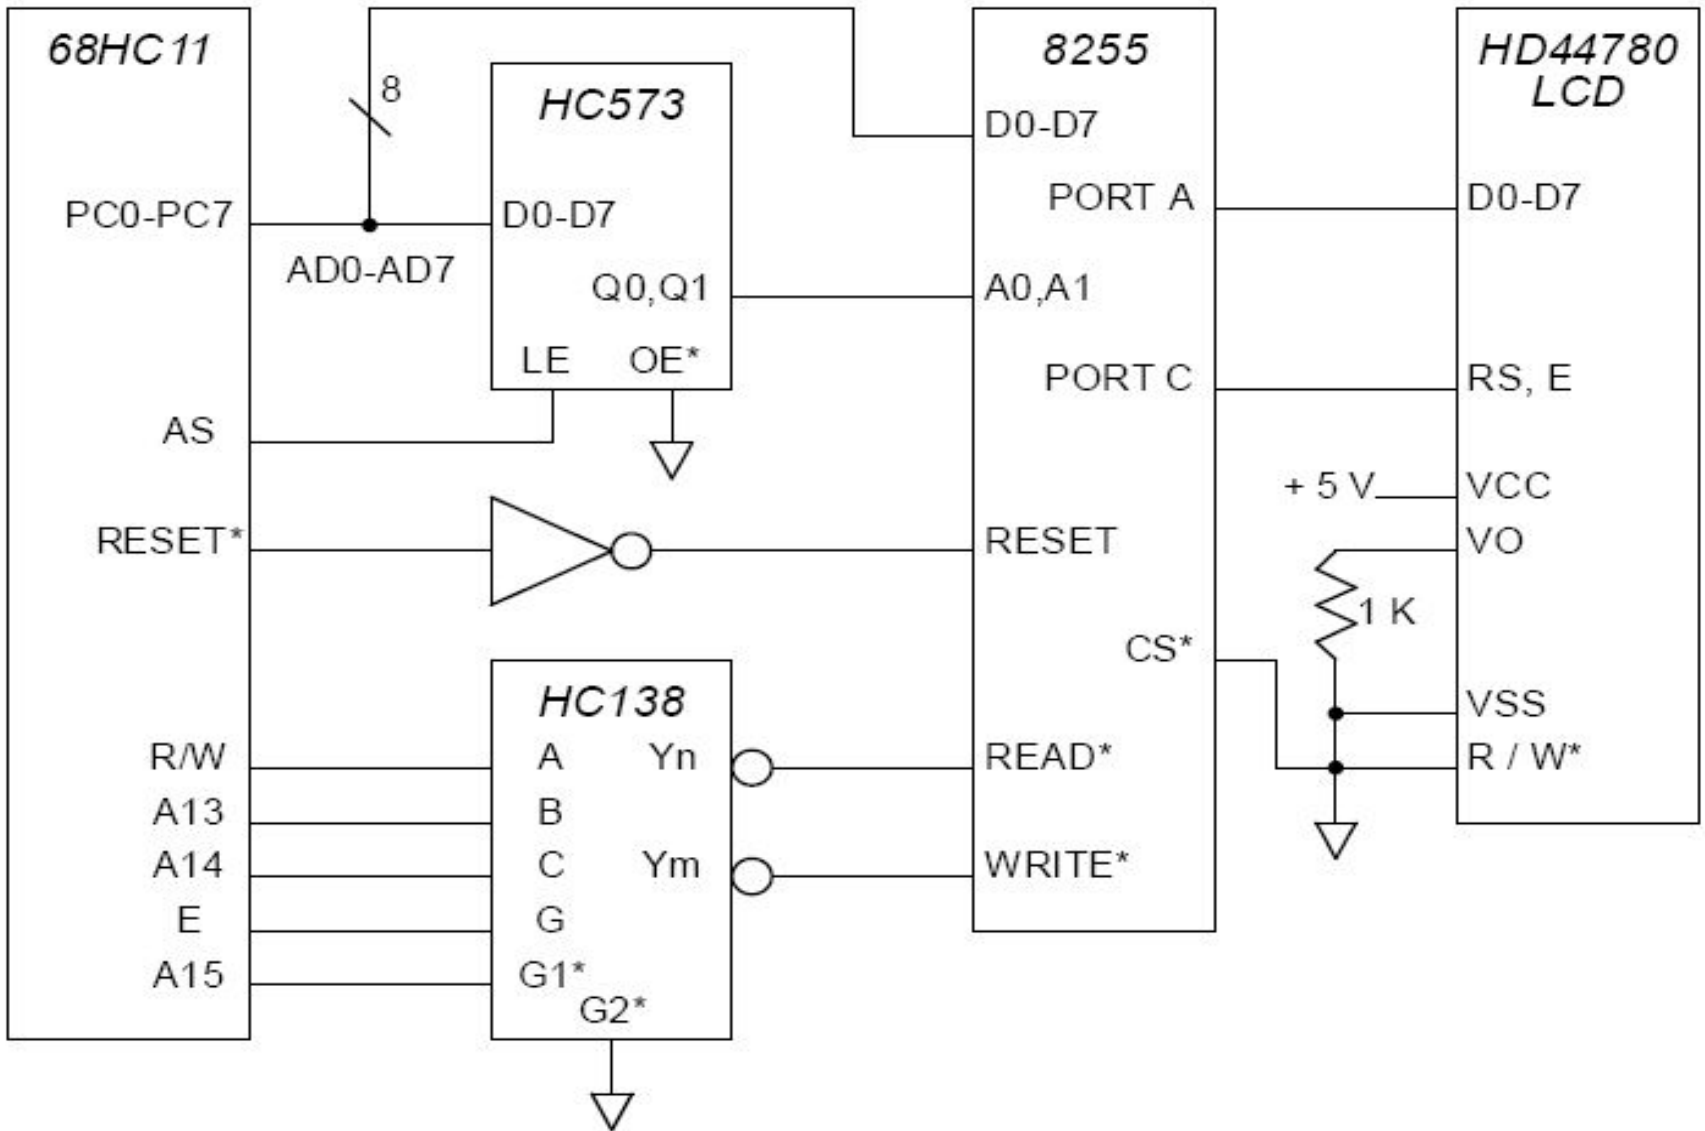 68HC11
PC0-PC7
AD0-AD7
AS
RESET*
R/W
A13
A14
E
A15
8
HC573
D0-D7
Q0,Q1
LE OE*
HC138
A Yn
B
C Ym
G
G1*
G2*
8255
D0-D7
PORT A
A0,A1
PORT C
RESET
CS*
READ*
WRITE*
+ 5 V
1 K
HD44780
LCD
D0-D7
RS, E
VCC
VO
VSS
R / W*